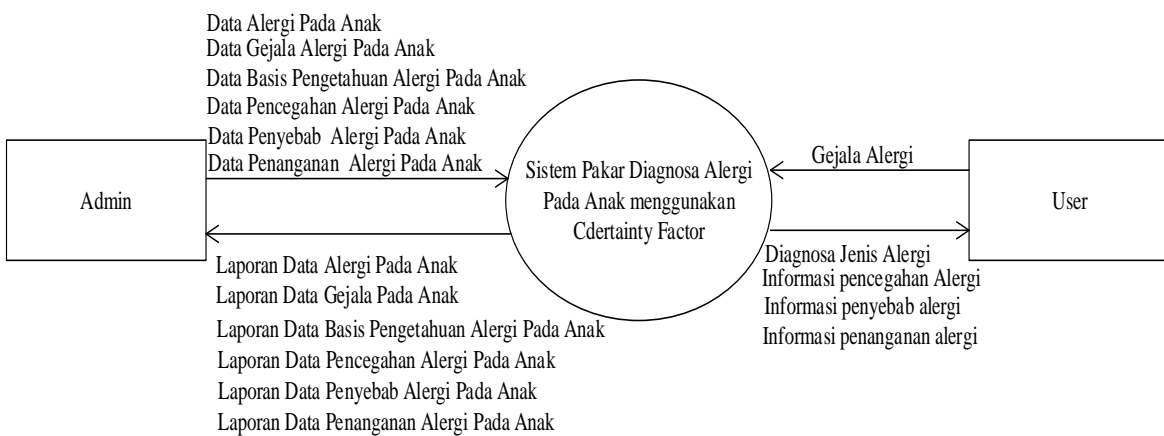 Data Alergi Pada Anak
Data Gejala Alergi Pada Anak
Data Basis Pengetahuan Alergi Pada Anak
Data Pencegahan Alergi Pada Anak
Data Penyebab Alergi Pada Anak
Data Penanganan Alergi Pada Anak
Admin
Sistem Pakar Diagnosa Alergi
Pada Anak menggunakan
Cdertainty Factor
Gejala Alergi
User
Diagnosa Jenis Alergi
Informasi pencegahan Alergi
Informasi penyebab alergi
Informasi penanganan alergi
Laporan Data Alergi Pada Anak
Laporan Data Gejala Pada Anak
Laporan Data Basis Pengetahuan Alergi Pada Anak
Laporan Data Pencegahan Alergi Pada Anak
Laporan Data Penyebab Alergi Pada Anak
Laporan Data Penanganan Alergi Pada Anak